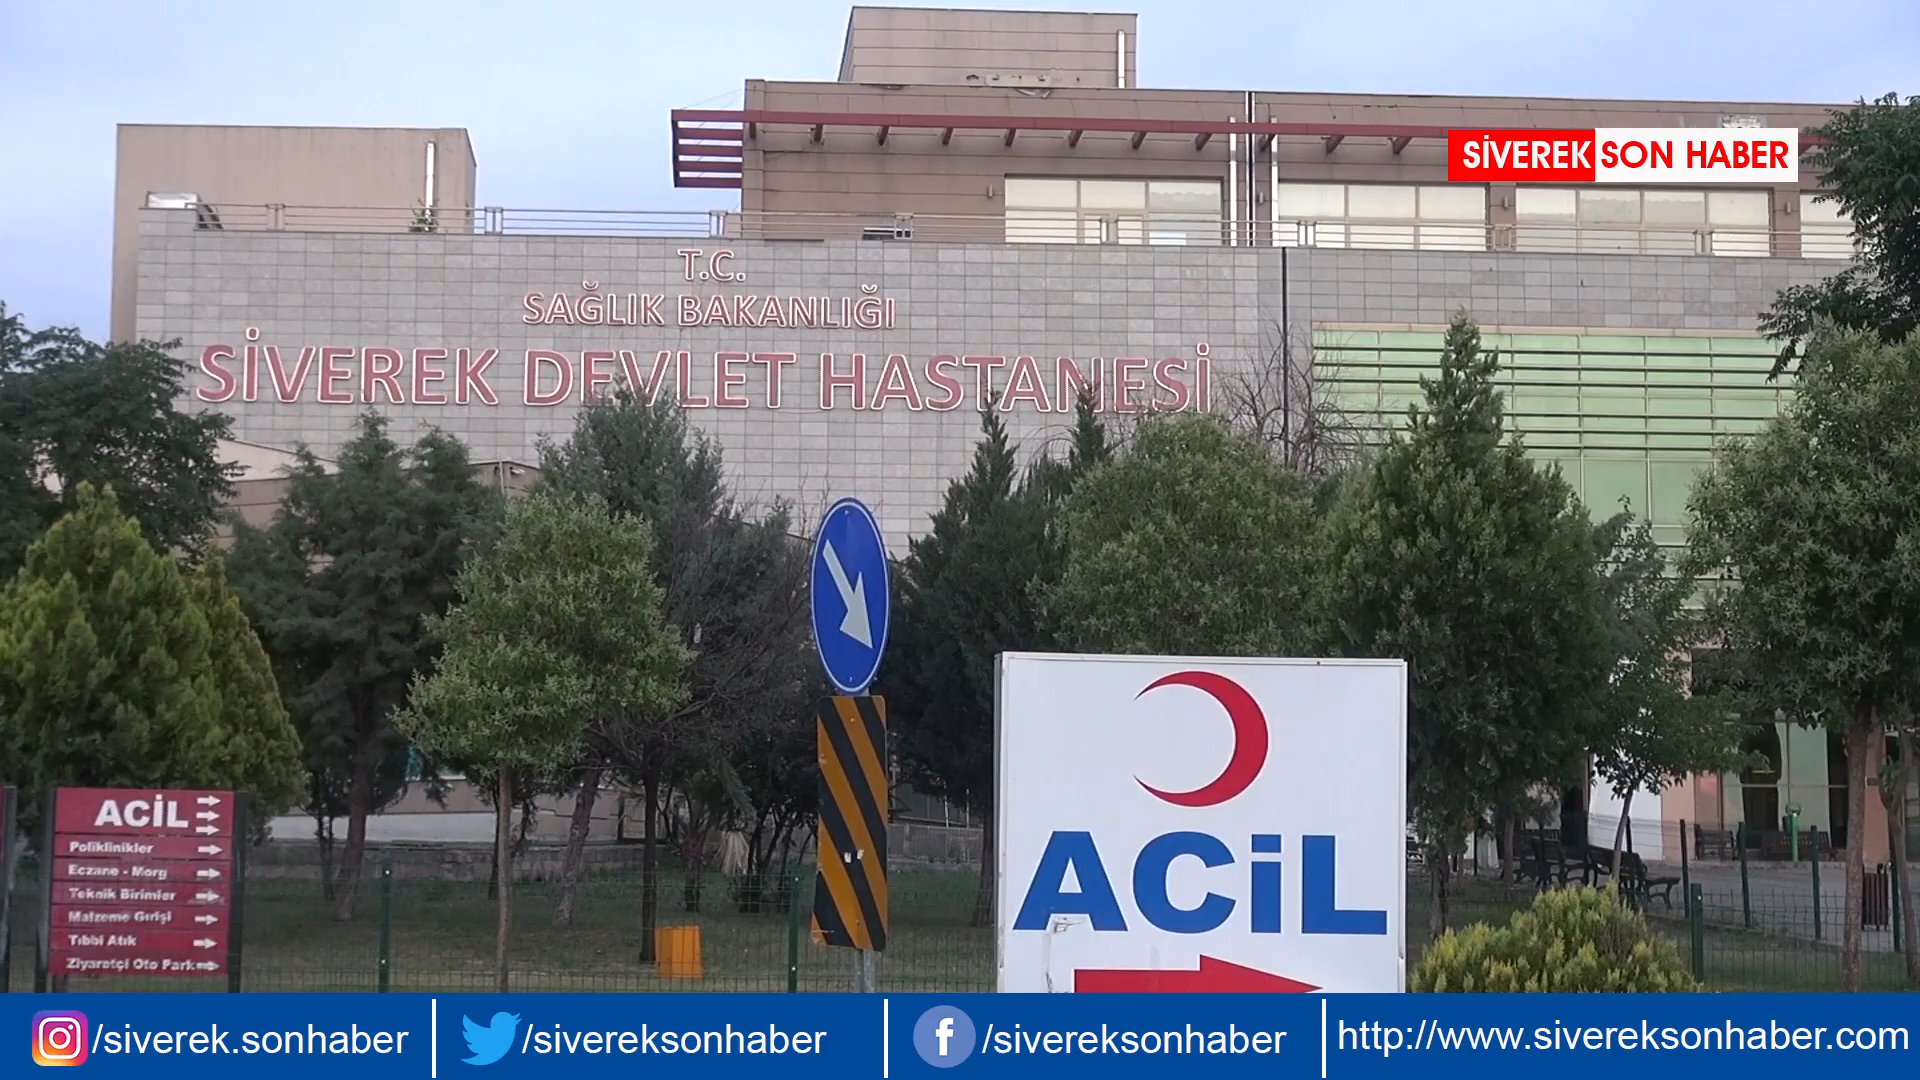 SİVEREK SON HABER
T.C.
SAĞLIK BAKANLIĞI
SİVEREK DEVLET HASTANESİ
ACİL
Poliklinikler
Eczane - Morg
Teknik Birimler
Malzeme Girişi
Tıbbi Atık
Ziyaretçi Oto Park
ACİL
/siverek.sonhaber
/sivereksonhaber
/sivereksonhaber
http://www.sivereksonhaber.com